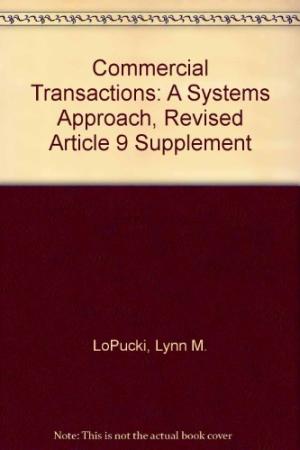 Commercial
Transactions: A Systems
Approach, Revised
Article 9 Supplement
LoPucki, Lynn M.
Note: This is not the actual book cover